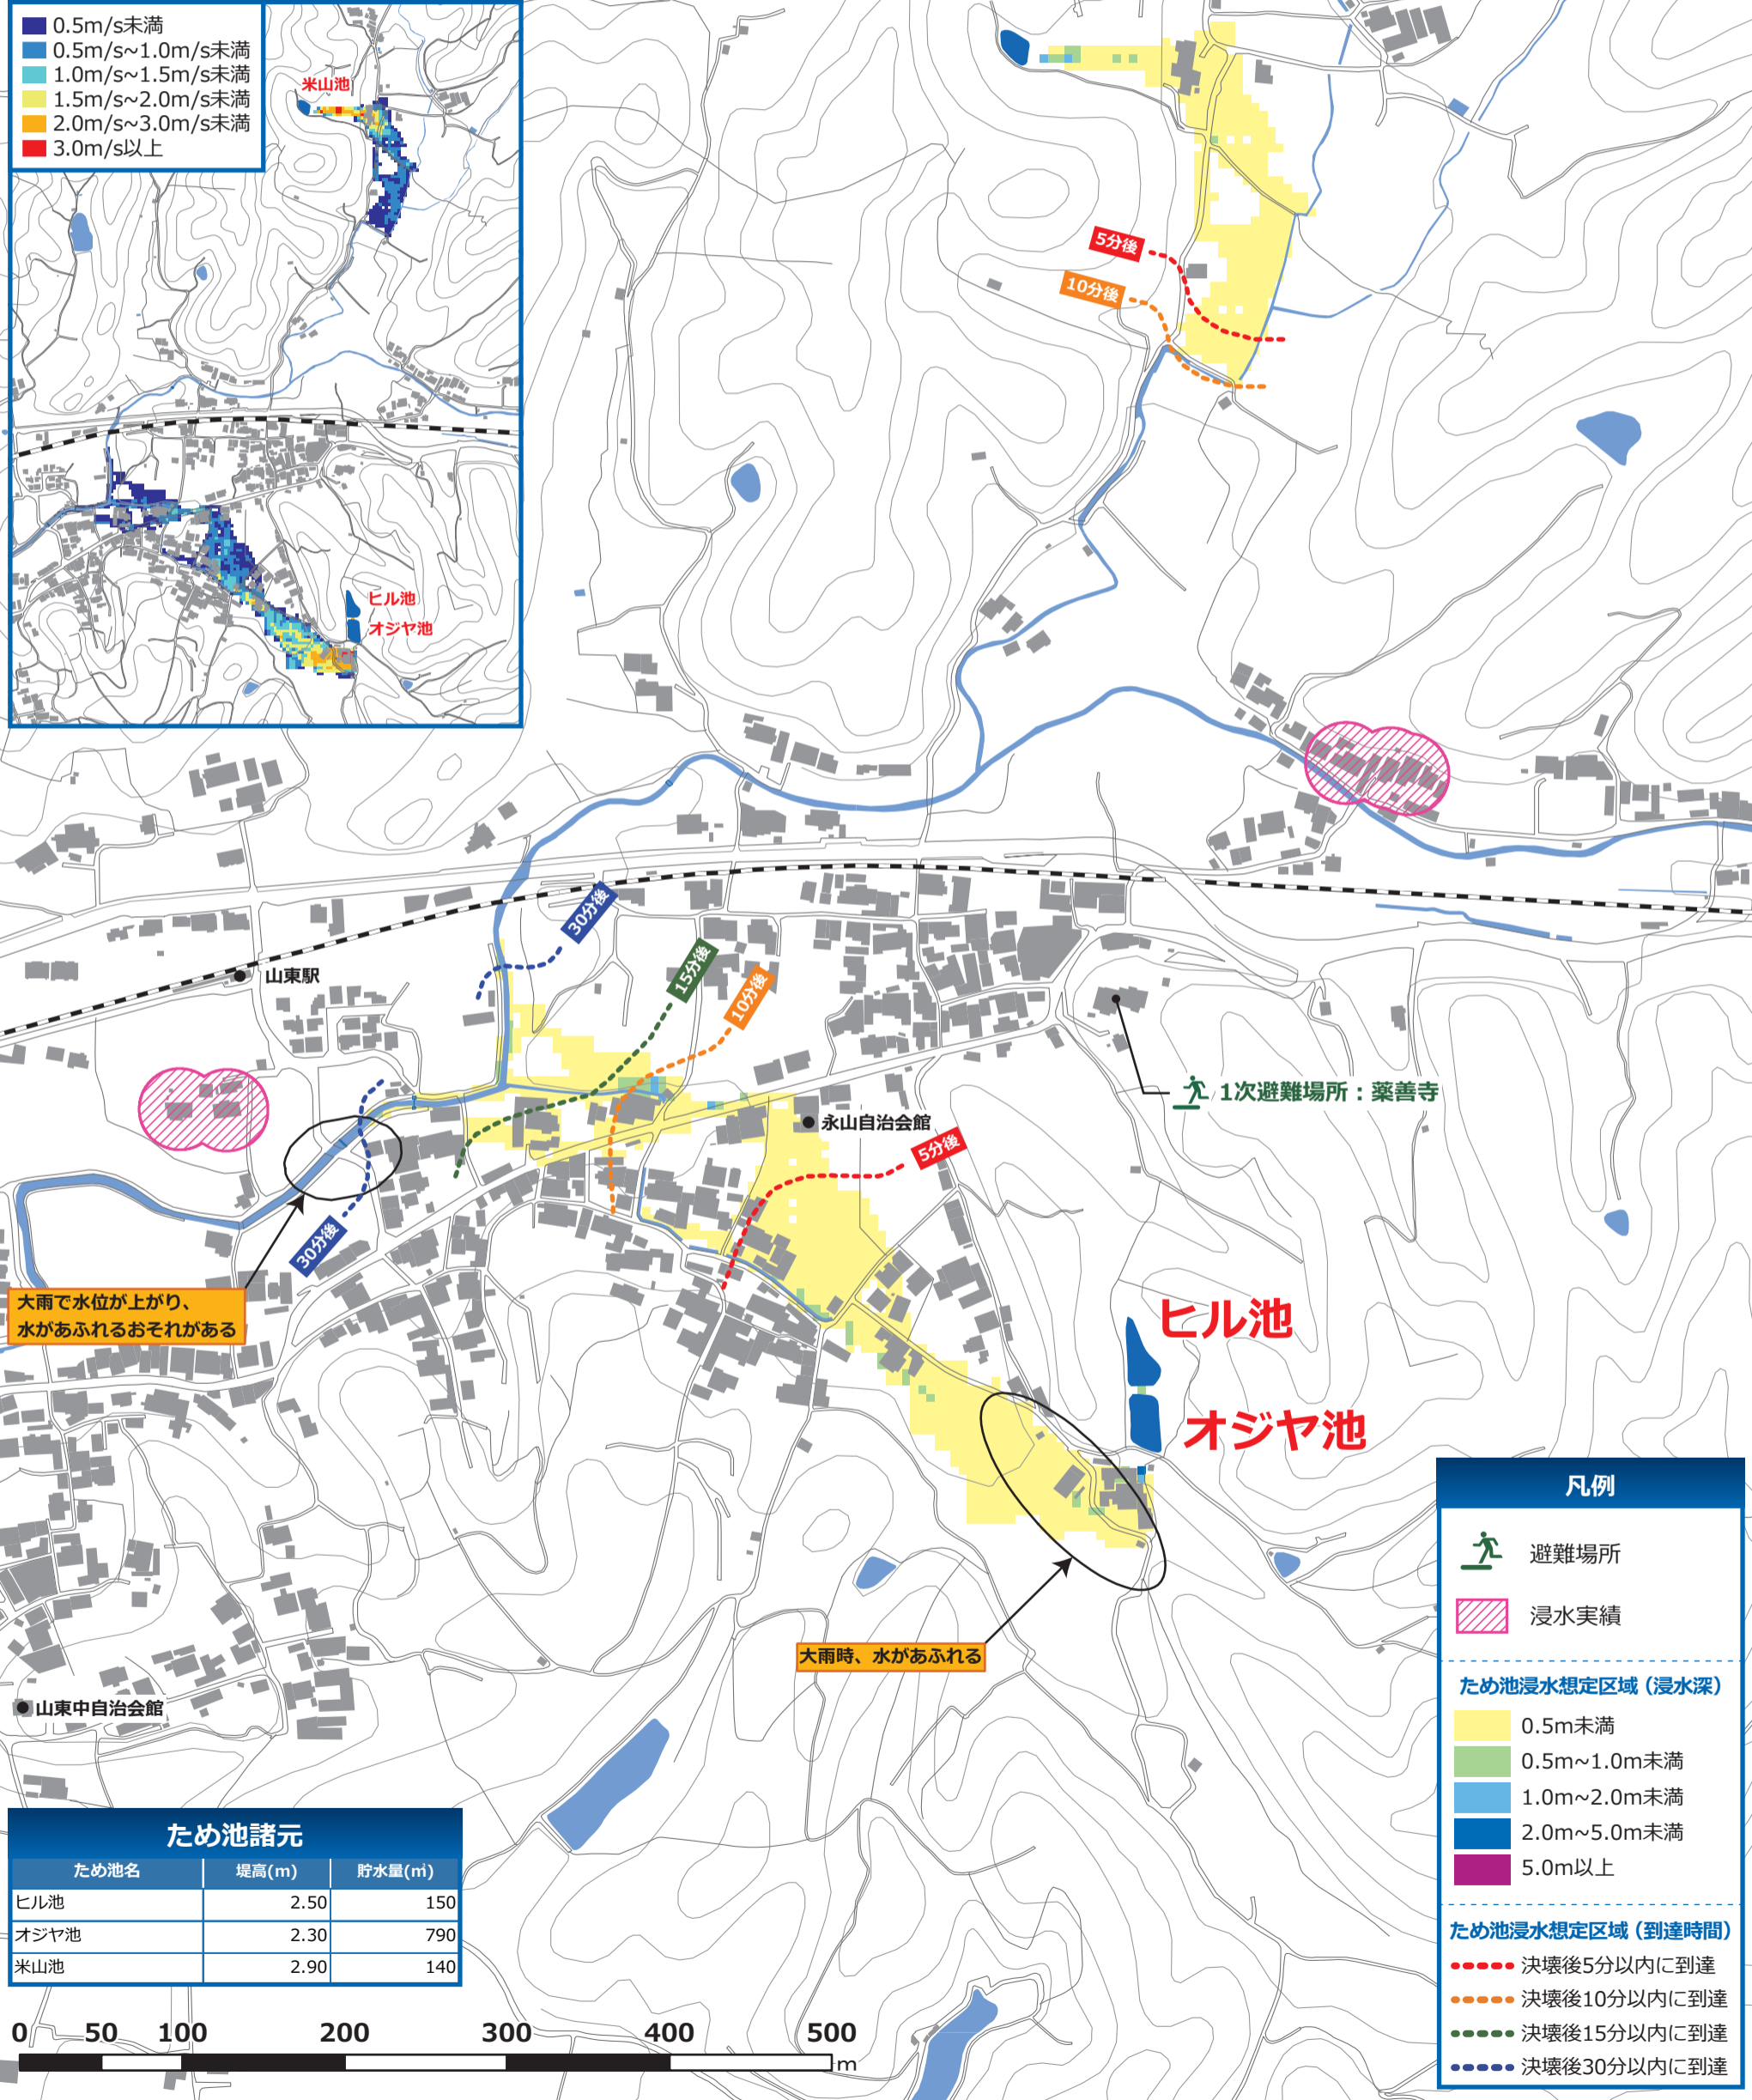 0.5m/s未満
0.5m/s~1.0m/s未満
1.0m/s~1.5m/s未満
1.5m/s~2.0m/s未満
2.0m/s~3.0m/s未満
3.0m/s以上
米山池
ヒル池
オジヤ池
5分後
10分後
30分後
15分後
10分後
山東駅
1次避難場所：薬善寺
永山自治会館
5分後
30分後
大雨で水位が上がり、
水があふれるおそれがある
ヒル池
オジヤ池
大雨時、水があふれる
山東中自治会館
ため池諸元
ため池名 堤高(m) 貯水量(㎥)
ヒル池 2.50 150
オジヤ池 2.30 790
米山池 2.90 140
0 50 100 200 300 400 500
m
凡例
避難場所
浸水実績
ため池浸水想定区域（浸水深）
0.5m未満
0.5m~1.0m未満
1.0m~2.0m未満
2.0m~5.0m未満
5.0m以上
ため池浸水想定区域（到達時間）
決壊後5分以内に到達
決壊後10分以内に到達
決壊後15分以内に到達
決壊後30分以内に到達